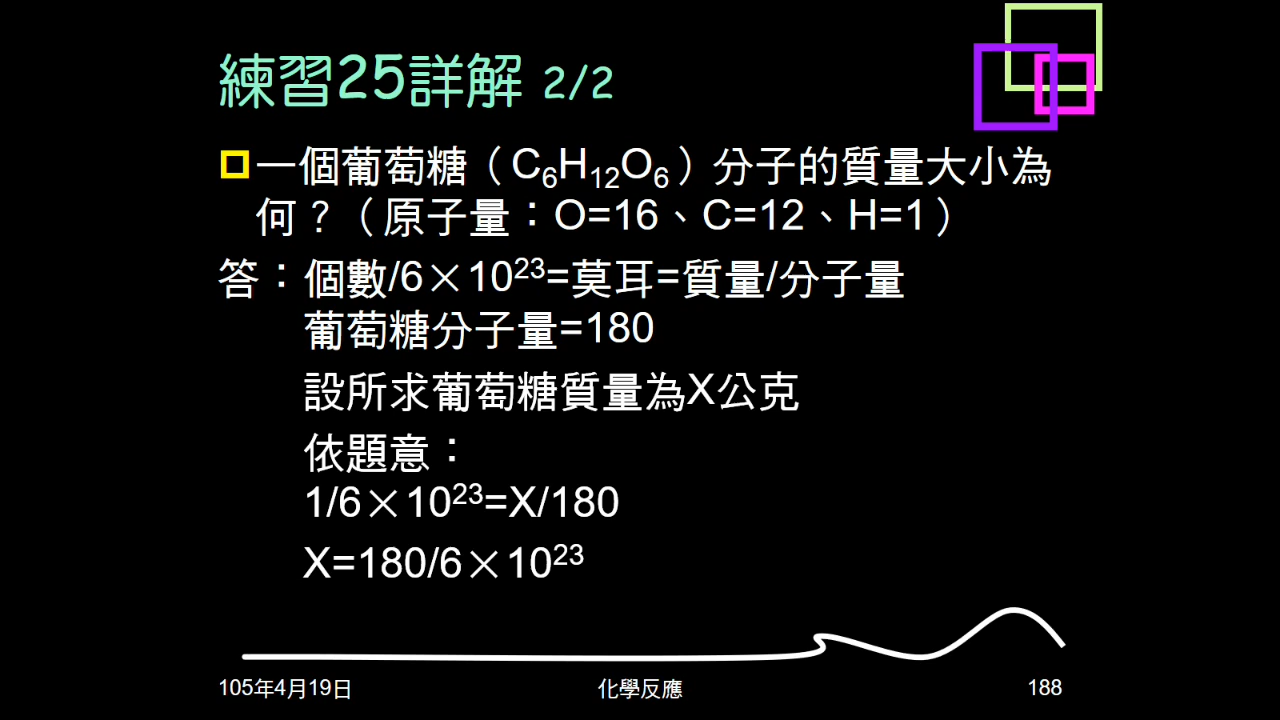 練習25詳解 2/2
一個葡萄糖（C₆H₁₂O₆）分子的質量大小為
何？（原子量：O=16、C=12、H=1）
答：個數/6×10²³=莫耳=質量/分子量
葡萄糖分子量=180
設所求葡萄糖質量為X公克
依題意：
1/6×10²³=X/180
X=180/6×10²³
105年4月19日
化學反應
188